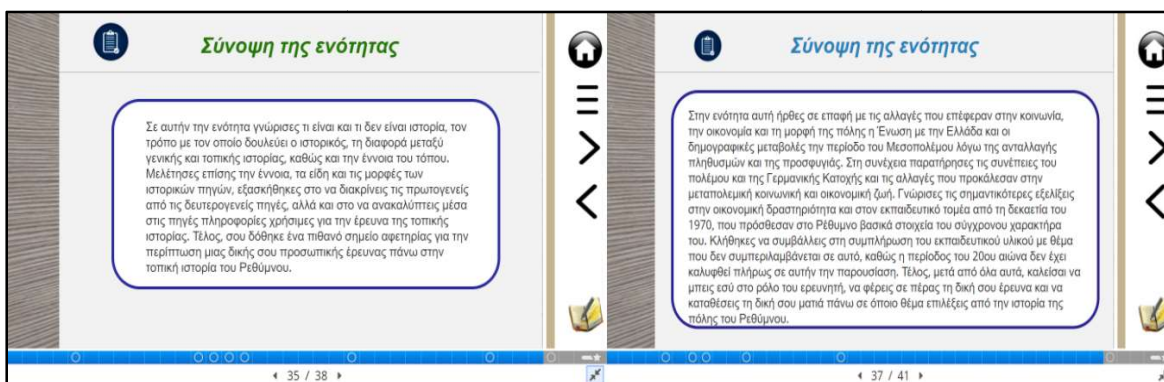 Σύνοψη της ενότητας
Σε αυτήν την ενότητα γνώρισες τι είναι και τι δεν είναι ιστορία, τον
τρόπο με τον οποίο δουλεύει ο ιστορικός, τη διαφορά μεταξύ
γενικής και τοπικής ιστορίας, καθώς και την έννοια του τόπου.
Μελέτησες επίσης την έννοια, τα είδη και τις μορφές των
ιστορικών πηγών, εξασκήθηκες στο να διακρίνεις τις πρωτογενείς
από τις δευτερογενείς πηγές, αλλά και στο να ανακαλύπτεις μέσα
στις πηγές πληροφορίες χρήσιμες για την έρευνα της τοπικής
ιστορίας. Τέλος, σου δόθηκε ένα πιθανό σημείο αφετηρίας για την
περίπτωση μιας δικής σου προσωπικής έρευνας πάνω στην
τοπική ιστορία του Ρεθύμνου.
35 / 38
Σύνοψη της ενότητας
Στην ενότητα αυτή ήρθες σε επαφή με τις αλλαγές που επέφεραν στην κοινωνία,
την οικονομία και τη μορφή της πόλης η Ένωση με την Ελλάδα και οι
δημογραφικές μεταβολές την περίοδο του Μεσοπολέμου λόγω της ανταλλαγής
πληθυσμών και της προσφυγιάς. Στη συνέχεια παρατήρησες τις συνέπειες του
πολέμου και της Γερμανικής Κατοχής και τις αλλαγές που προκάλεσαν στην
μεταπολεμική κοινωνική και οικονομική ζωή. Γνώρισες τις σημαντικότερες εξελίξεις
στην οικονομική δραστηριότητα και στον εκπαιδευτικό τομέα από τη δεκαετία του
1970, που πρόσθεσαν στο Ρέθυμνο βασικά στοιχεία του σύγχρονου χαρακτήρα
του. Κλήθηκες να συμβάλεις στη συμπλήρωση του εκπαιδευτικού υλικού με θέμα
που δεν συμπεριλαμβάνεται σε αυτό, καθώς η περίοδος του 20ου αιώνα δεν έχει
καλυφθεί πλήρως σε αυτήν την παρουσίαση. Τέλος, μετά από όλα αυτά, καλείσαι να
μπεις εσύ στο ρόλο του ερευνητή, να φέρεις σε πέρας τη δική σου έρευνα και να
καταθέσεις τη δική σου ματιά πάνω σε όποιο θέμα επιλέξεις από την ιστορία της
πόλης του Ρεθύμνου.
37 / 41